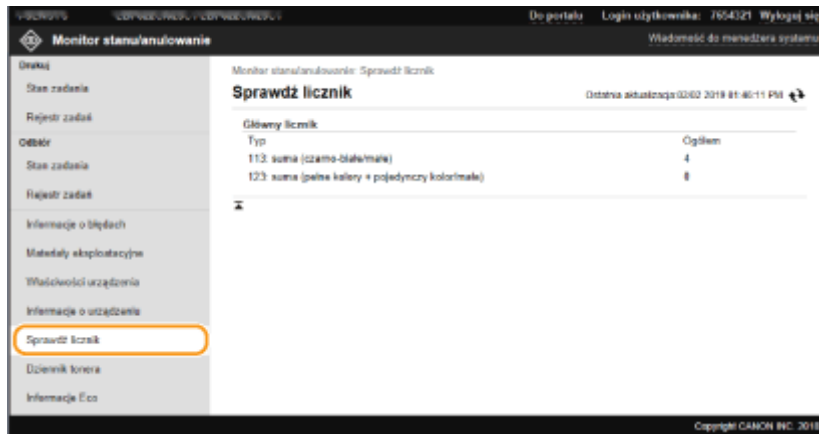 Do portalu Login użytkownika: 7654321 Wyloguj się
Monitor stanu/anulowanie
Wiadomość do menedżera systemu
Drukuj
Stan zadania
Rejestr zadań
Odbiór
Stan zadania
Rejestr zadań
Informacje o błędach
Materiały eksploatacyjne
Właściwości urządzenia
Informacje o urządzeniu
Sprawdź licznik
Dziennik tonera
Informacje Eco
Monitor stanu/anulowanie: Sprawdź licznik
Sprawdź licznik
Ostatnia aktualizacja:02/02 2019 01:46:11 PM
Główny licznik
Typ Ogółem
113: suma (czarno-białe/małe) 4
123: suma (pełne kolory + pojedynczy kolor/małe)
Copyright CANON INC. 2018